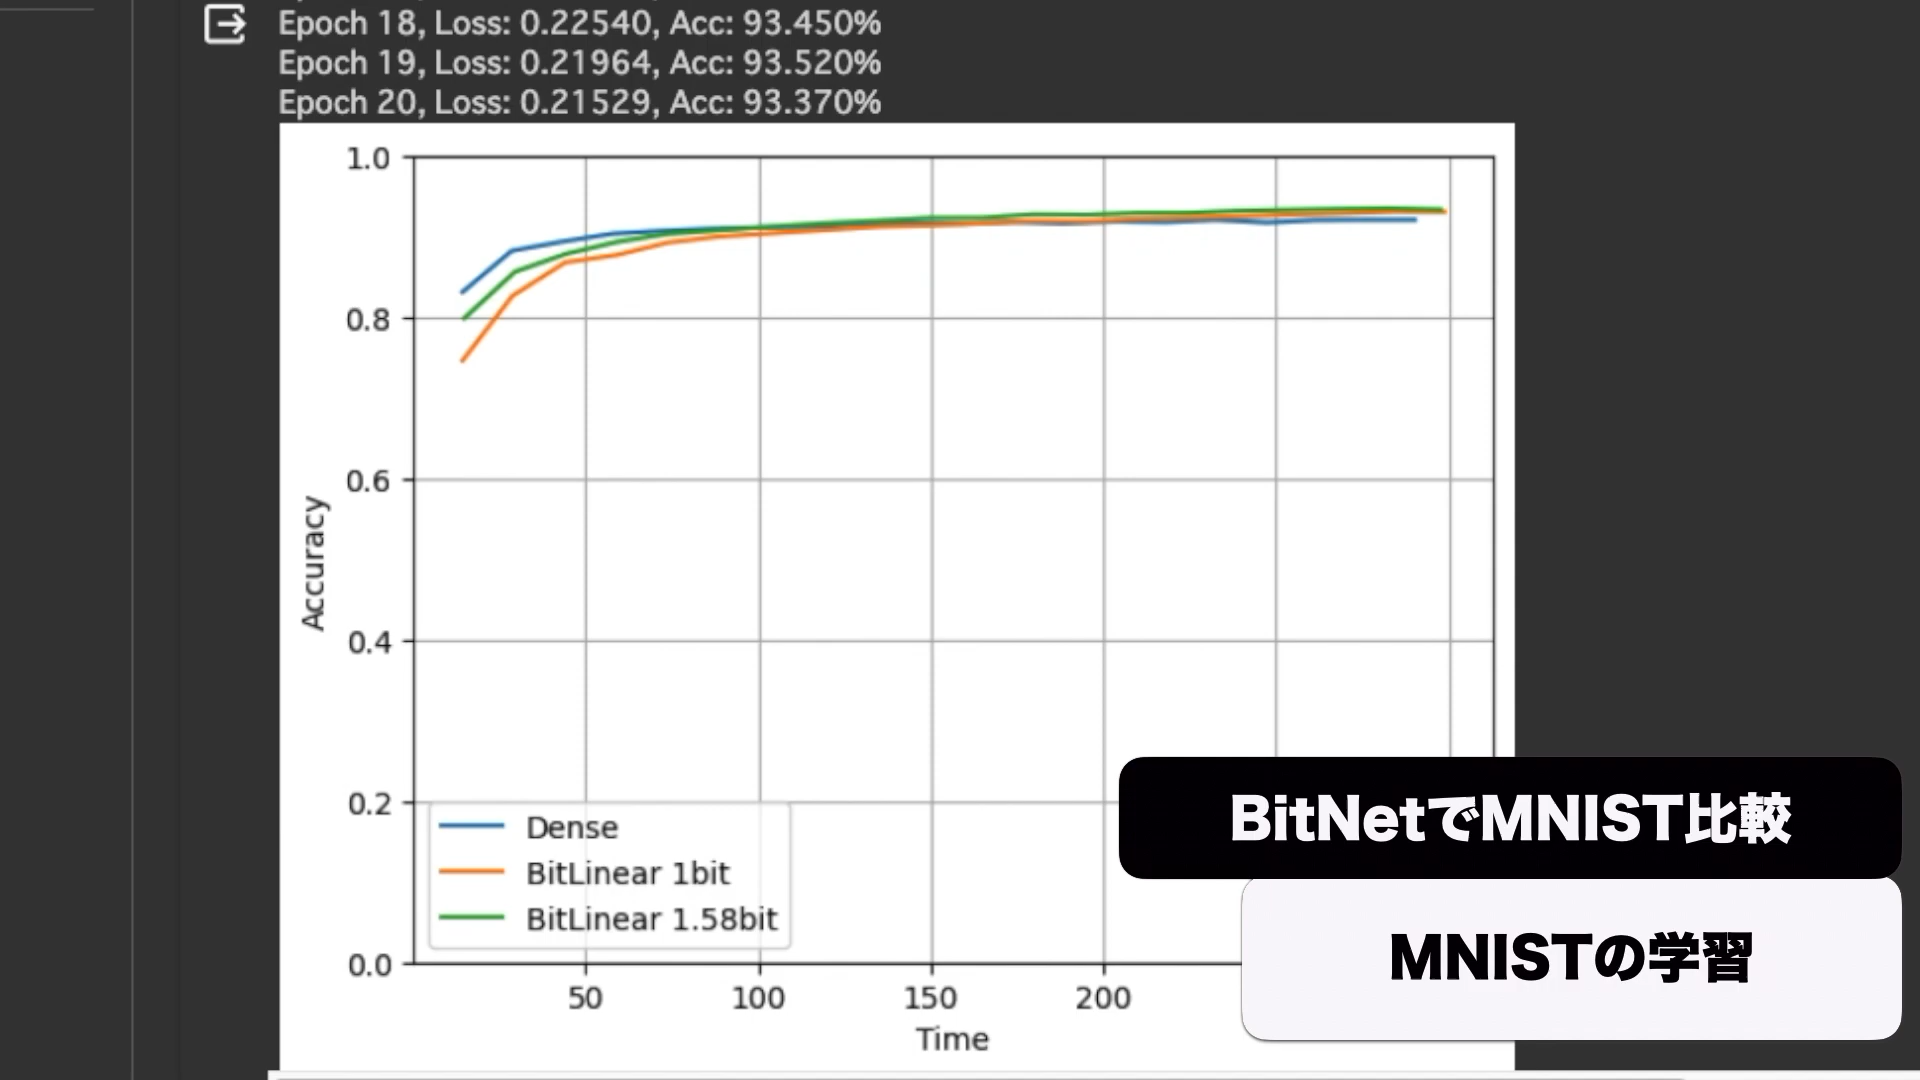 Epoch 18, Loss: 0.22540, Acc: 93.450%
Epoch 19, Loss: 0.21964, Acc: 93.520%
Epoch 20, Loss: 0.21529, Acc: 93.370%
1.0
0.8
0.6
0.4
0.2
0.0
Accuracy
Dense
BitLinear 1bit
BitLinear 1.58bit
50 100 150 200
Time
BitNetでMNIST比較
MNISTの学習